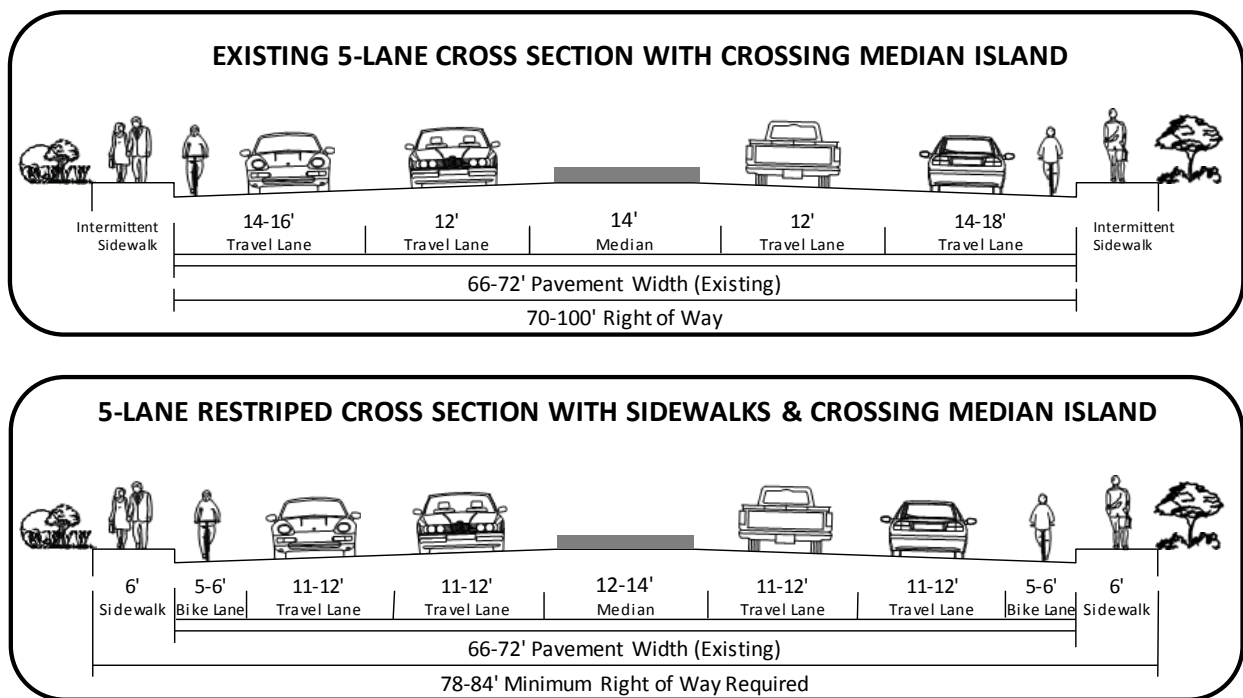 EXISTING 5-LANE CROSS SECTION WITH CROSSING MEDIAN ISLAND
14-16' 12' 14' 12' 14-18'
Intermittent Sidewalk Travel Lane Travel Lane Median Travel Lane Travel Lane Intermittent Sidewalk
66-72' Pavement Width (Existing)
70-100' Right of Way
5-LANE RESTRIPED CROSS SECTION WITH SIDEWALKS & CROSSING MEDIAN ISLAND
6' 5-6' 11-12' 11-12' 12-14' 11-12' 11-12' 5-6' 6'
Sidewalk Bike Lane Travel Lane Travel Lane Median Travel Lane Travel Lane Bike Lane Sidewalk
66-72' Pavement Width (Existing)
78-84' Minimum Right of Way Required